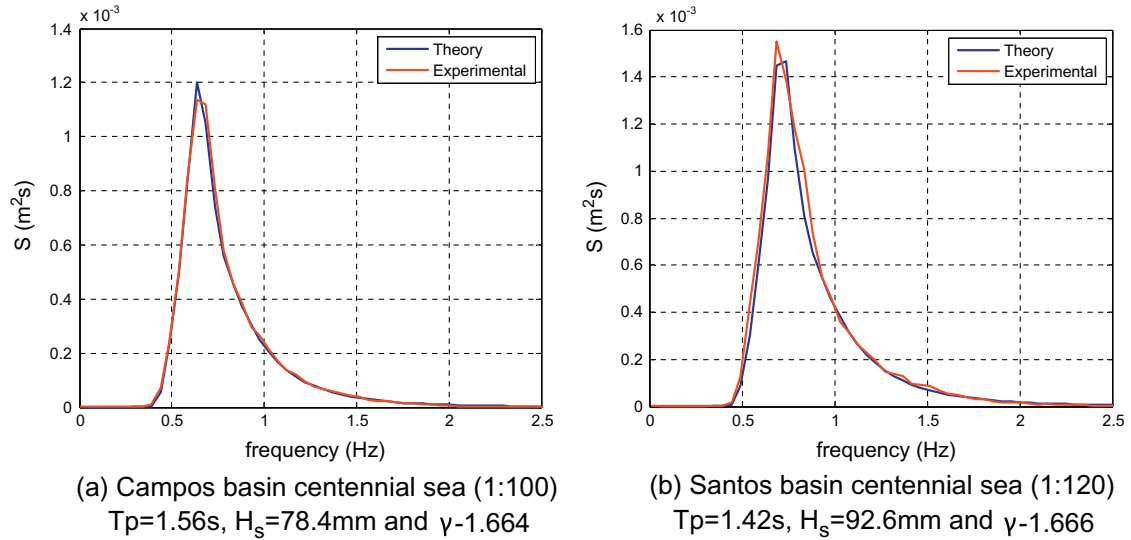 x 10⁻³
1.4
1.2
1
0.8
0.6
0.4
0.2
0
S (m²s)
Theory
Experimental
0 0.5 1 1.5 2 2.5
frequency (Hz)
(a) Campos basin centennial sea (1:100)
Tp=1.56s, Hₛ=78.4mm and γ-1.664
x 10⁻³
1.6
1.4
1.2
1
0.8
0.6
0.4
0.2
0
S (m²s)
Theory
Experimental
0 0.5 1 1.5 2 2.5
frequency (Hz)
(b) Santos basin centennial sea (1:120)
Tp=1.42s, Hₛ=92.6mm and γ-1.666